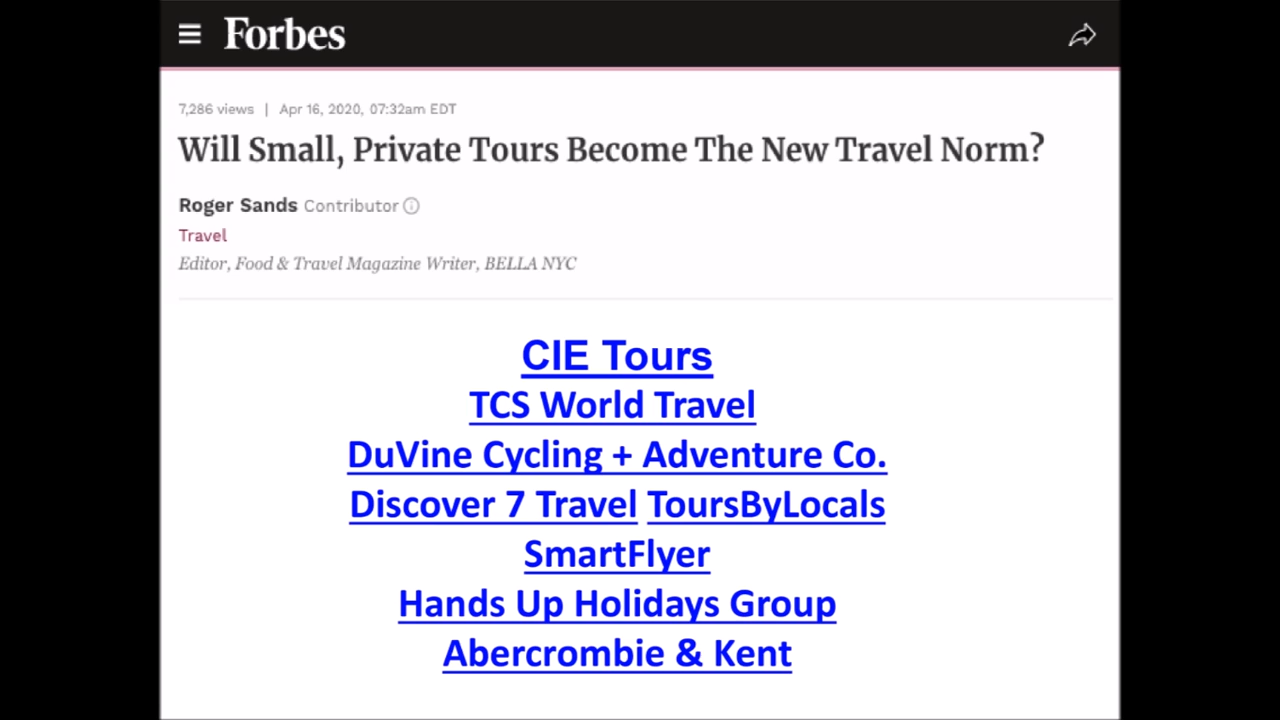 Forbes
7,286 views | Apr 16, 2020, 07:32am EDT
Will Small, Private Tours Become The New Travel Norm?
Roger Sands Contributor
Travel
Editor, Food & Travel Magazine Writer, BELLA NYC
CIE Tours
TCS World Travel
DuVine Cycling + Adventure Co.
Discover 7 Travel ToursByLocals
SmartFlyer
Hands Up Holidays Group
Abercrombie & Kent